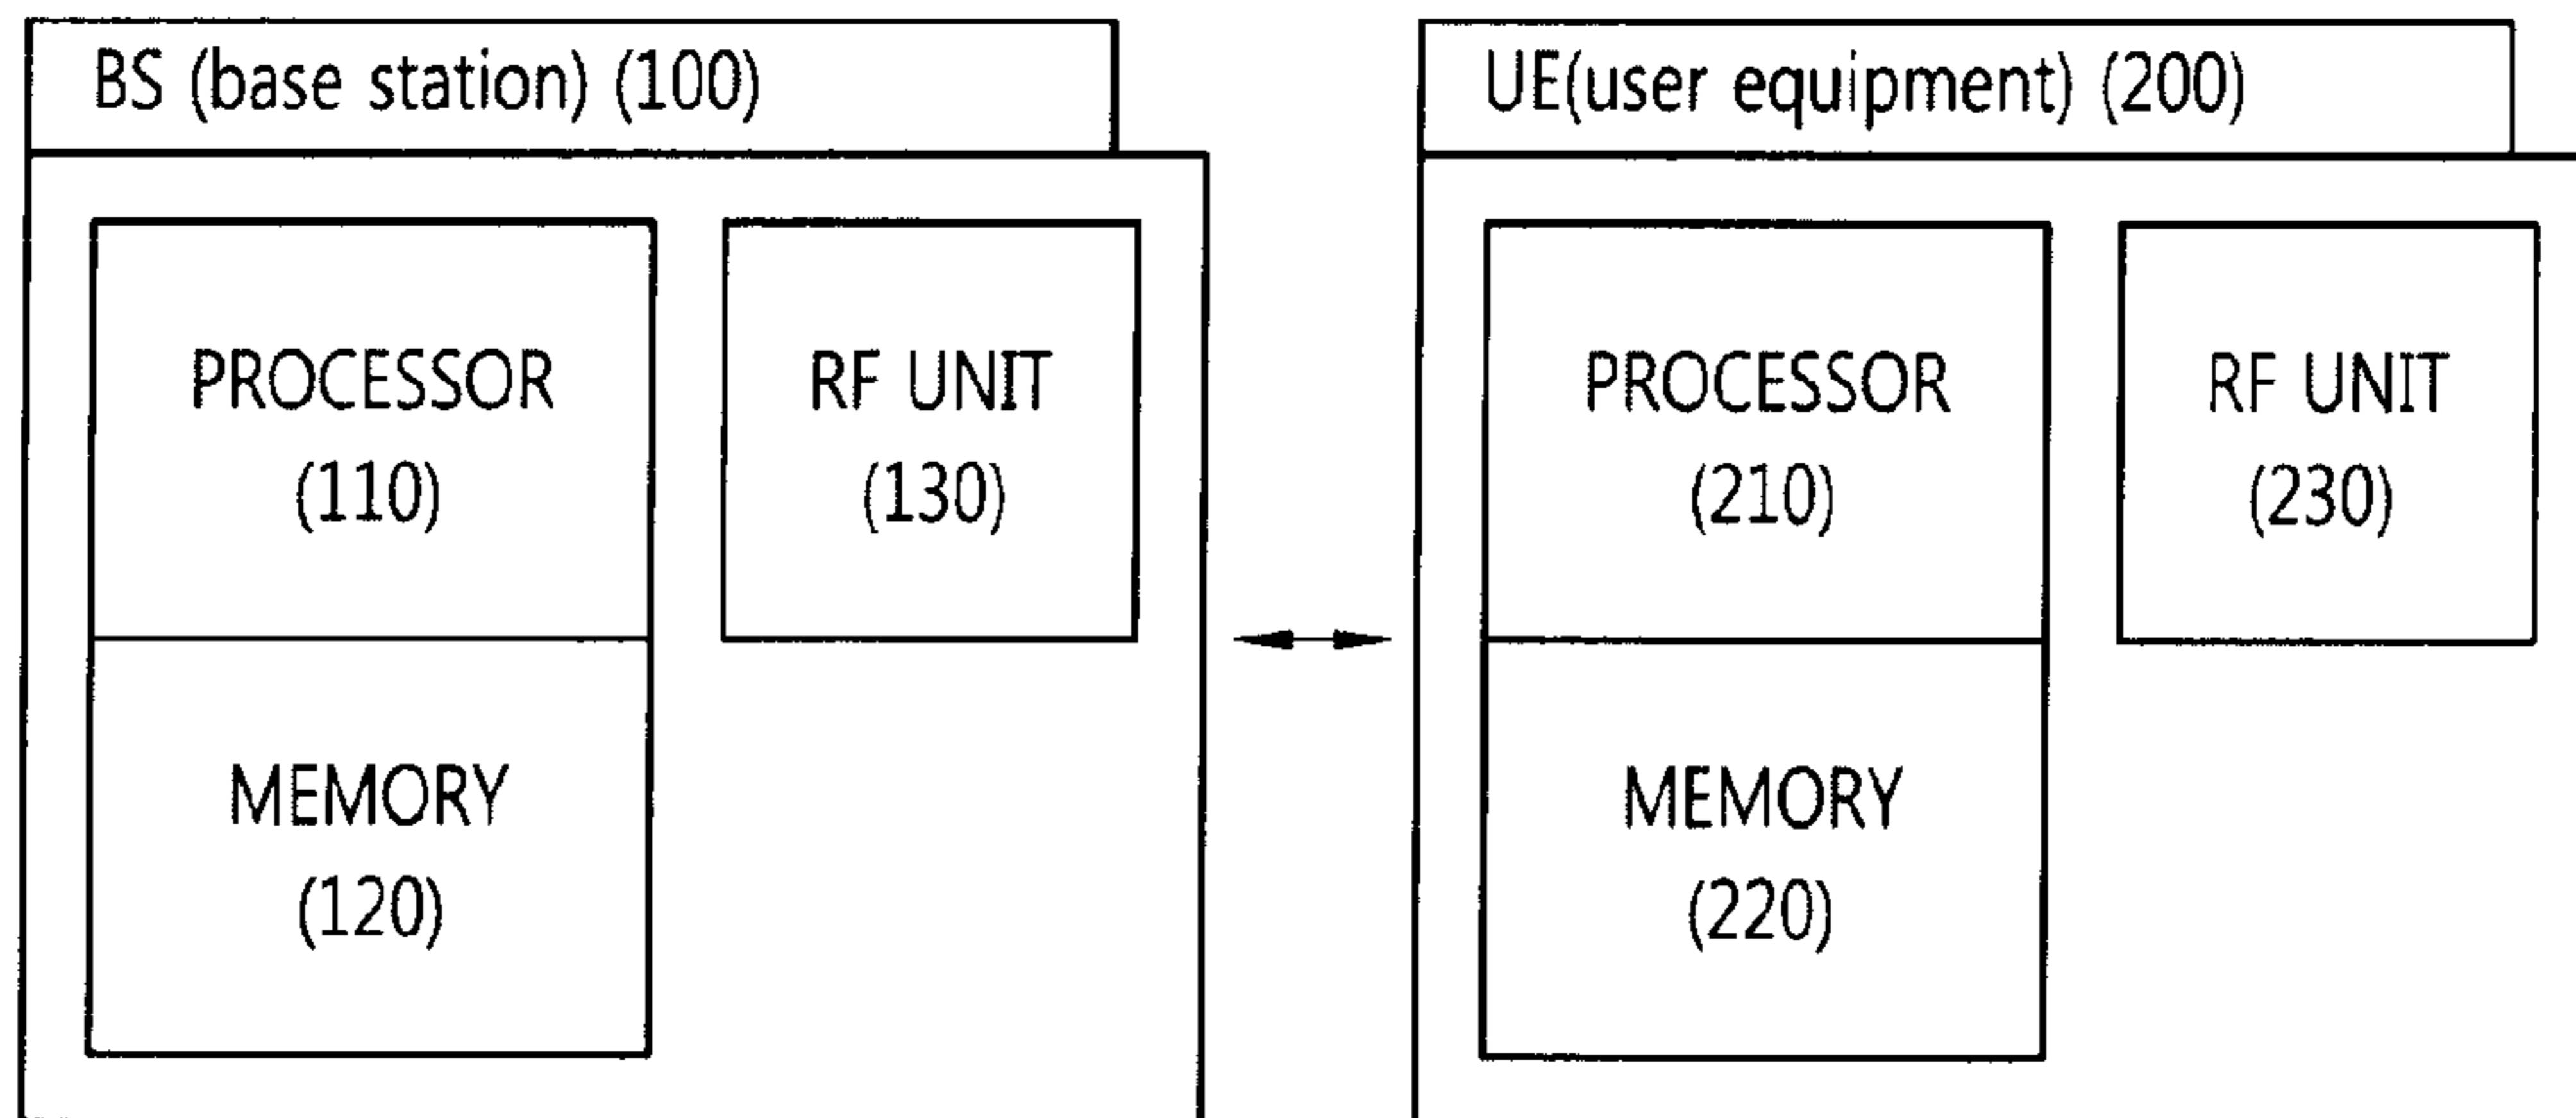 BS (base station) (100)
PROCESSOR
(110)
RF UNIT
(130)
MEMORY
(120)
UE(user equipment) (200)
PROCESSOR
(210)
RF UNIT
(230)
MEMORY
(220)